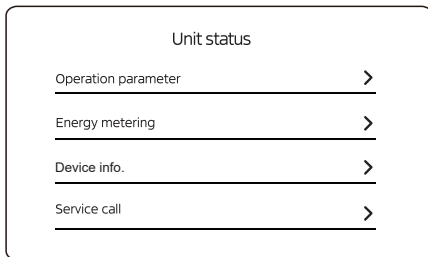 Unit status
Operation parameter
Energy metering
Device info.
Service call